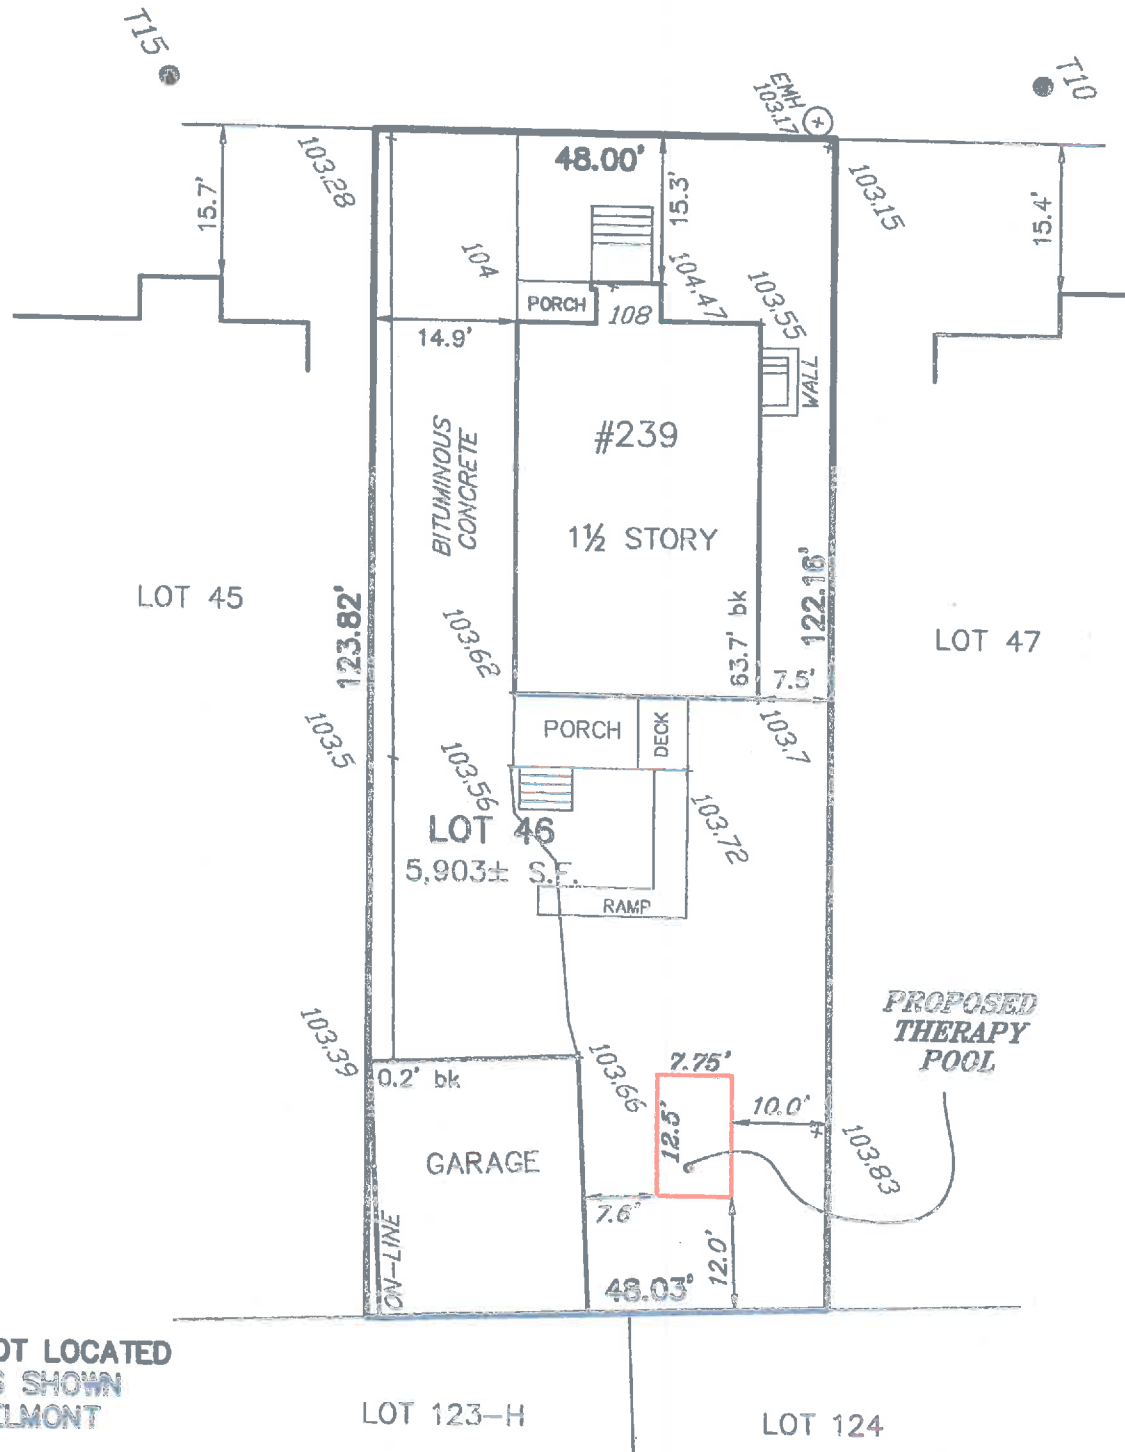 T15
T10
EMH
103.17
103.28
48.00'
15.7'
15.3'
103.15
15.4'
104
104.47
103.55
PORCH
108
14.9'
WALL
#239
BITUMINOUS
CONCRETE
1½ STORY
LOT 45
123.82'
122.16'
63.7' bk
LOT 47
103.62
7.5'
103.5
PORCH
DECK
103.7
103.56
103.72
LOT 46
5,903± S.F.
RAMP
PROPOSED
THERAPY
POOL
103.39
0.2' bk
103.66
7.75'
12.5'
10.0'
103.83
GARAGE
7.6'
ON-LINE
12.0'
48.03'
OT LOCATED
S SHOWN
ELMONT
LOT 123-H
LOT 124